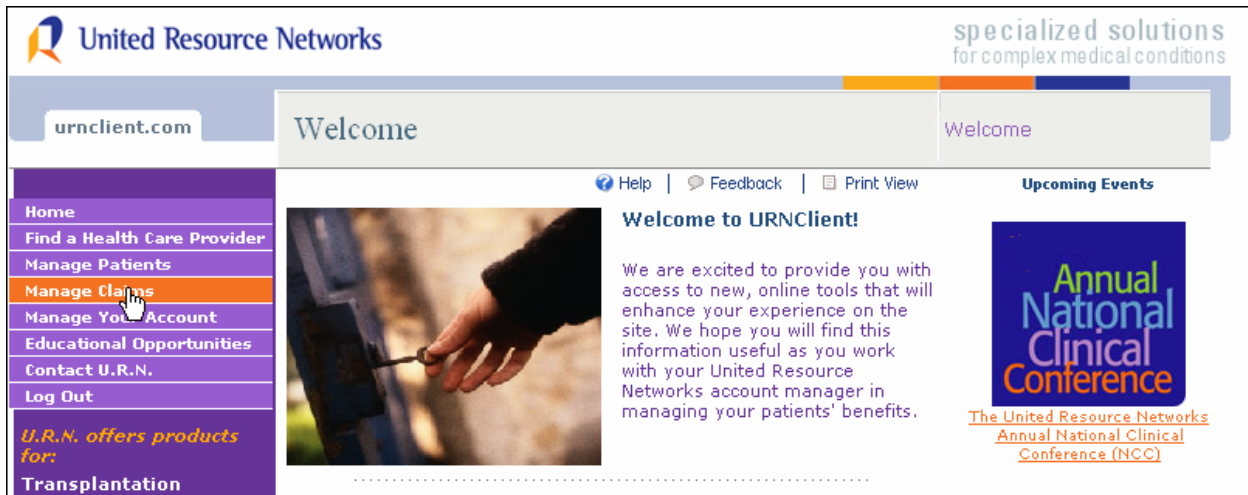 United Resource Networks
specialized solutions
for complex medical conditions
urnclient.com
Welcome
Welcome
Help | Feedback | Print View
Upcoming Events
Home
Find a Health Care Provider
Manage Patients
Manage Claims
Manage Your Account
Educational Opportunities
Contact U.R.N.
Log Out
U.R.N. offers products
for:
Transplantation
Welcome to URNClient!
We are excited to provide you with
access to new, online tools that will
enhance your experience on the
site. We hope you will find this
information useful as you work
with your United Resource
Networks account manager in
managing your patients' benefits.
Annual
National
Clinical
Conference
The United Resource Networks
Annual National Clinical
Conference (NCC)